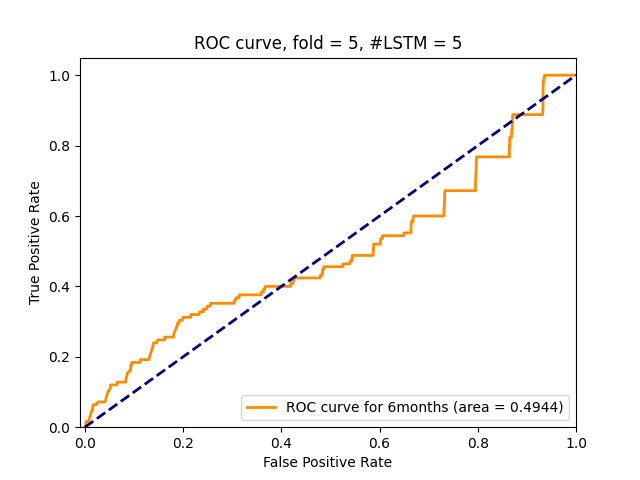 ROC curve, fold = 5, #LSTM = 5
True Positive Rate
1.0
0.8
0.6
0.4
0.2
0.0
ROC curve for 6months (area = 0.4944)
0.0 0.2 0.4 0.6 0.8 1.0
False Positive Rate